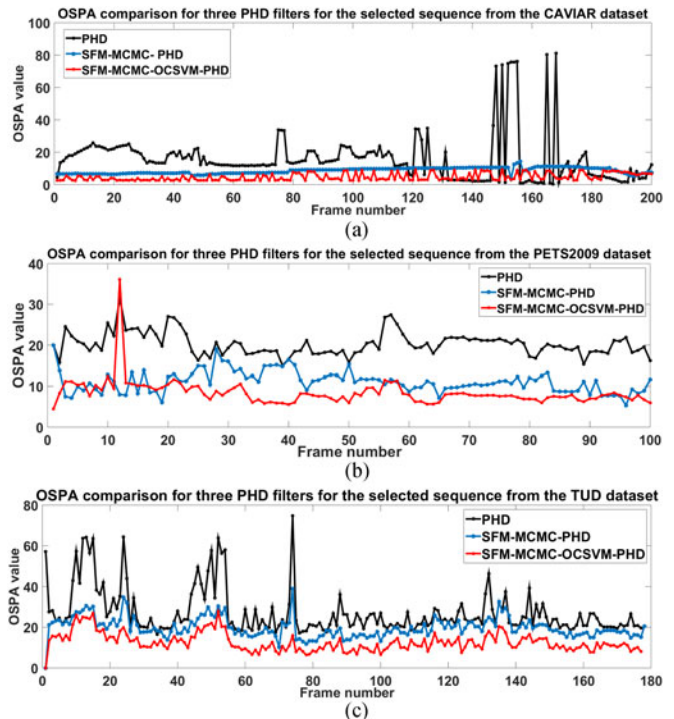 OSPA comparison for three PHD filters for the selected sequence from the CAVIAR dataset
100
80
60
40
20
0
OSPA value
PHD
SFM-MCMC- PHD
SFM-MCMC-OCSVM-PHD
0 20 40 60 80 100 120 140 160 180 200
Frame number
(a)
OSPA comparison for three PHD filters for the selected sequence from the PETS2009 dataset
40
30
20
10
0
OSPA value
PHD
SFM-MCMC-PHD
SFM-MCMC-OCSVM-PHD
0 10 20 30 40 50 60 70 80 90 100
Frame number
(b)
OSPA comparison for three PHD filters for the selected sequence from the TUD dataset
80
60
40
20
0
OSPA value
PHD
SFM-MCMC-PHD
SFM-MCMC-OCSVM-PHD
0 20 40 60 80 100 120 140 160 180
Frame number
(c)